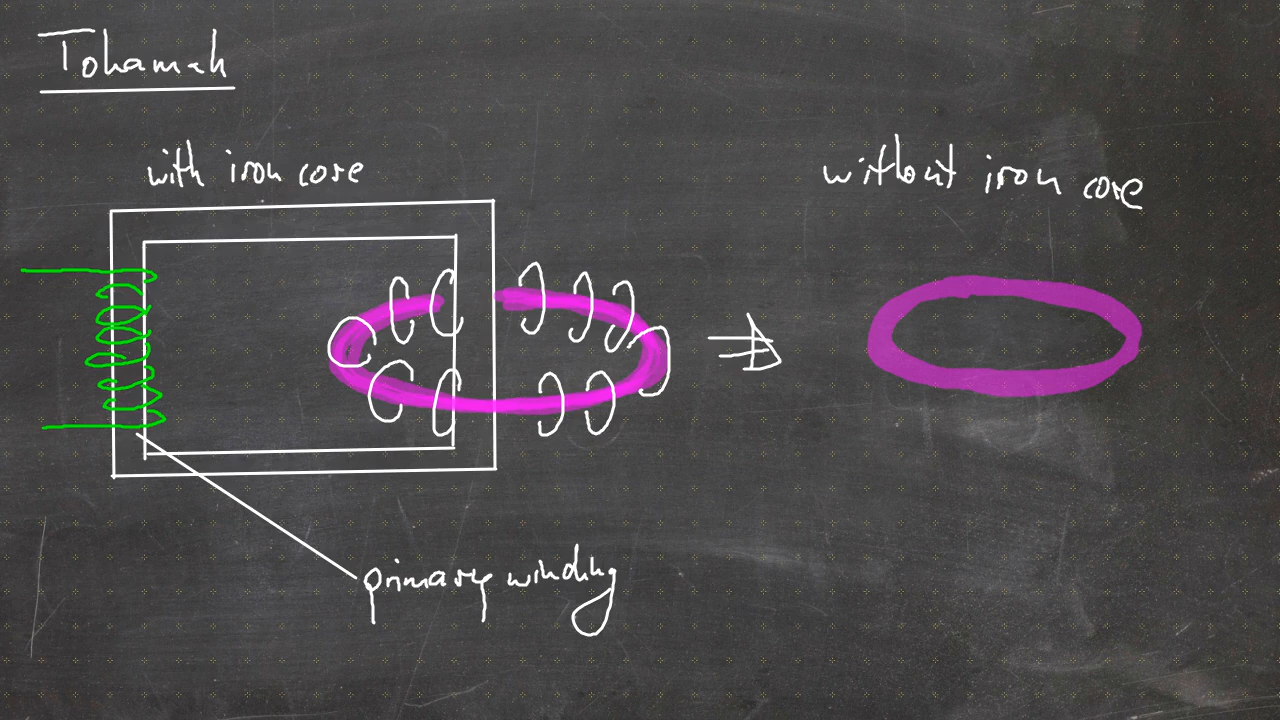 Tokamak
with iron core
without iron core
primary winding